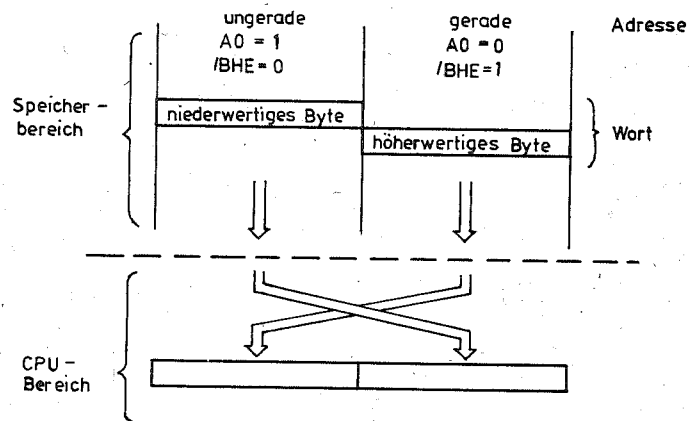 ungerade
A0 = 1
/BHE = 0
gerade
A0 = 0
/BHE = 1
Adresse
Speicher-
bereich
niederwertiges Byte
höherwertiges Byte
Wort
CPU-
Bereich